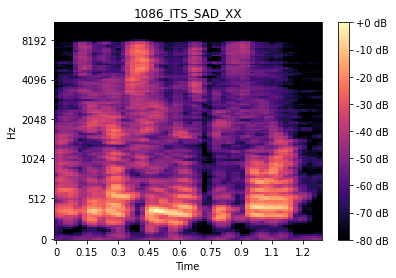 1086_ITS_SAD_XX
Hz
8192
4096
2048
1024
512
0
0 0.15 0.3 0.45 0.6 0.75 0.9 1.1 1.2
Time
+0 dB
-10 dB
-20 dB
-30 dB
-40 dB
-50 dB
-60 dB
-70 dB
-80 dB